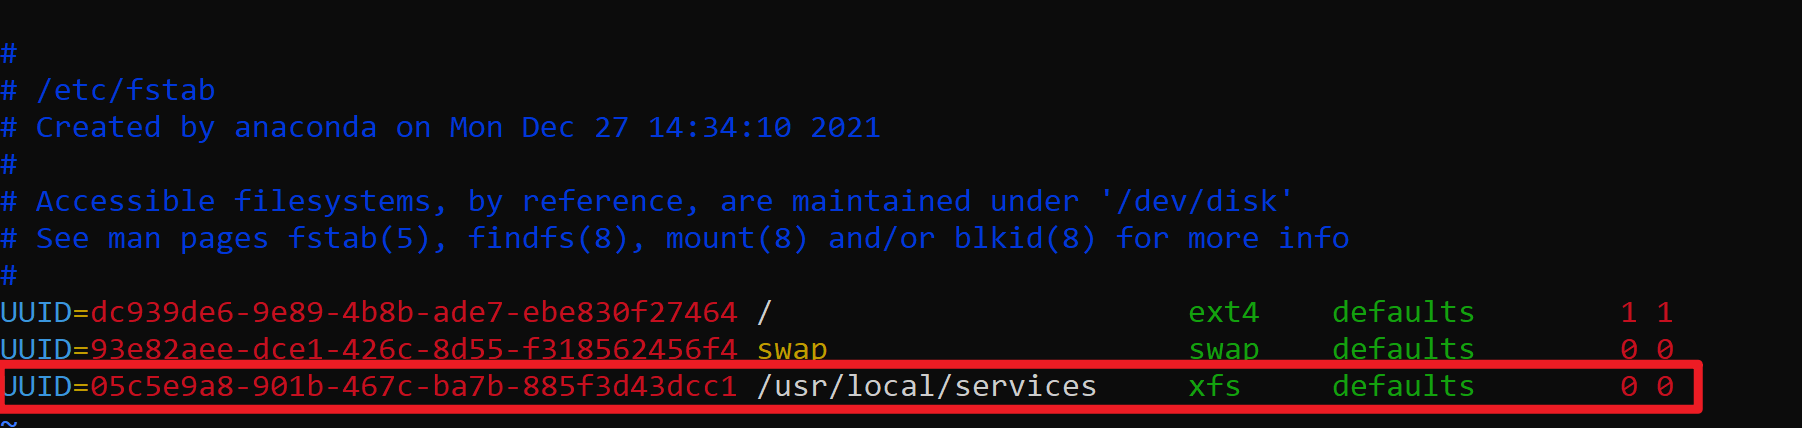 #
# /etc/fstab
# Created by anaconda on Mon Dec 27 14:34:10 2021
#
# Accessible filesystems, by reference, are maintained under '/dev/disk'
# See man pages fstab(5), findfs(8), mount(8) and/or blkid(8) for more info
#
UUID=dc939de6-9e89-4b8b-ade7-ebe830f27464 /                       ext4    defaults        1 1
UUID=93e82aee-dce1-426c-8d55-f318562456f4 swap                    swap    defaults        0 0
UUID=05c5e9a8-901b-467c-ba7b-885f3d43dcc1 /usr/local/services     xfs     defaults        0 0
~